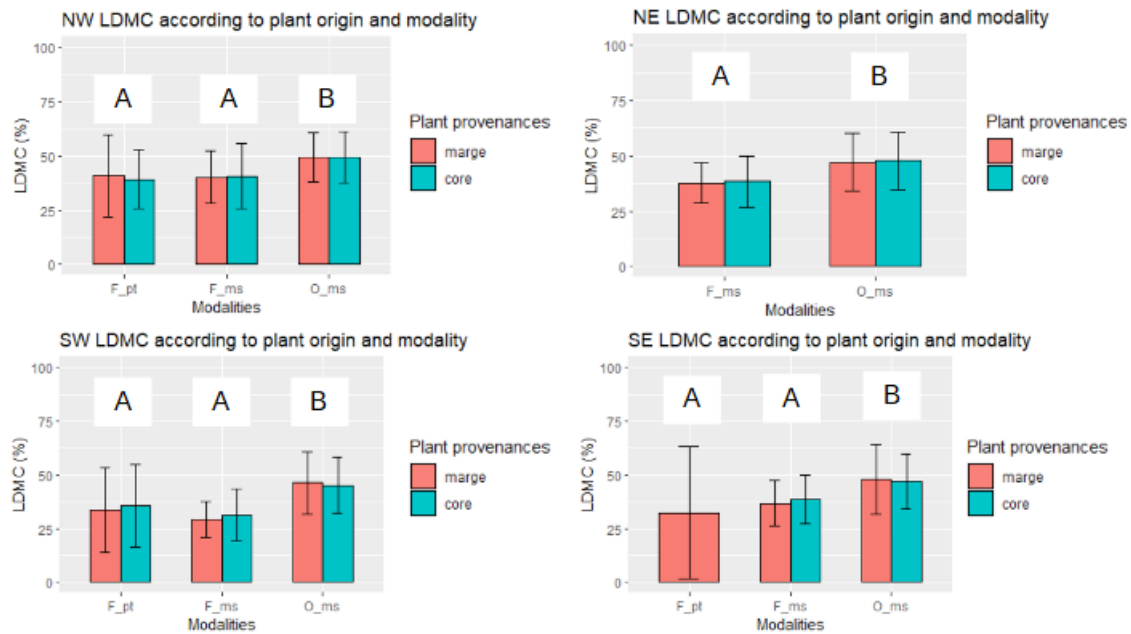 NW LDMC according to plant origin and modality
100
75
50
25
0
LDMC (%)
A
A
B
F_pt
F_ms
O_ms
Modalities
Plant provenances
marge
core
NE LDMC according to plant origin and modality
100
75
50
25
0
LDMC (%)
A
B
F_ms
O_ms
Modalities
Plant provenances
marge
core
SW LDMC according to plant origin and modality
100
75
50
25
0
LDMC (%)
A
A
B
F_pt
F_ms
O_ms
Modalities
Plant provenances
marge
core
SE LDMC according to plant origin and modality
100
75
50
25
0
LDMC (%)
A
A
B
F_pt
F_ms
O_ms
Modalities
Plant provenances
marge
core